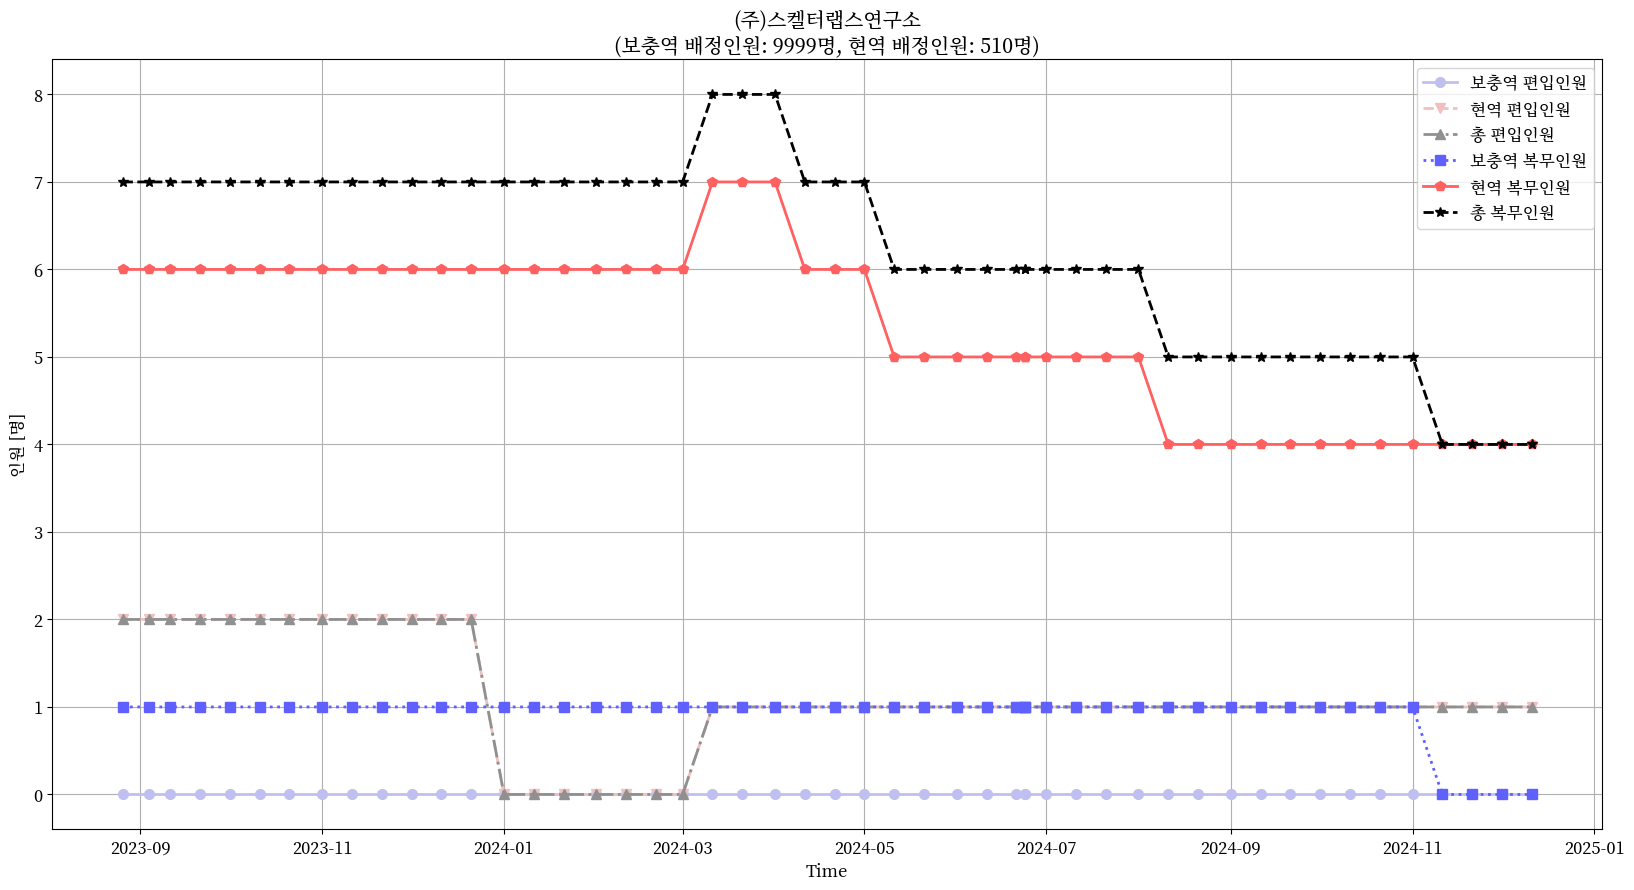 (주)스켈터랩스연구소
(보충역 배정인원: 9999명, 현역 배정인원: 510명)
보충역 편입인원
현역 편입인원
총 편입인원
보충역 복무인원
현역 복무인원
총 복무인원
인원 [명]
8
7
6
5
4
3
2
1
0
2023-09
2023-11
2024-01
2024-03
2024-05
2024-07
2024-09
2024-11
2025-01
Time